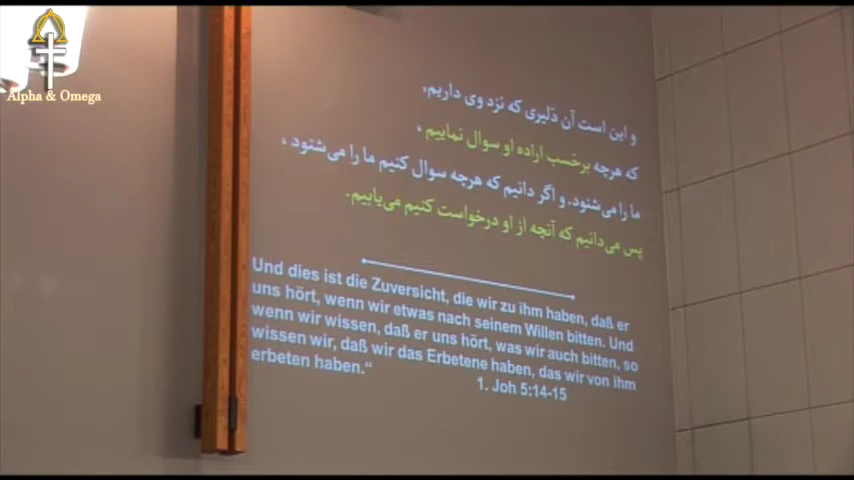 Alpha & Omega
و این است آن دلیری که نزد وی داریم،
که هرچه برحسب اراده او سوال نماییم ،
ما را می‌شنود. و اگر دانیم که هرچه سوال کنیم ما را می‌شنود ،
پس می‌دانیم که آنچه از او درخواست کنیم می‌یابیم.
Und dies ist die Zuversicht, die wir zu ihm haben, daß er
uns hört, wenn wir etwas nach seinem Willen bitten. Und
wenn wir wissen, daß er uns hört, was wir auch bitten, so
wissen wir, daß wir das Erbetene haben, das wir von ihm
erbeten haben.“
1. Joh 5:14-15